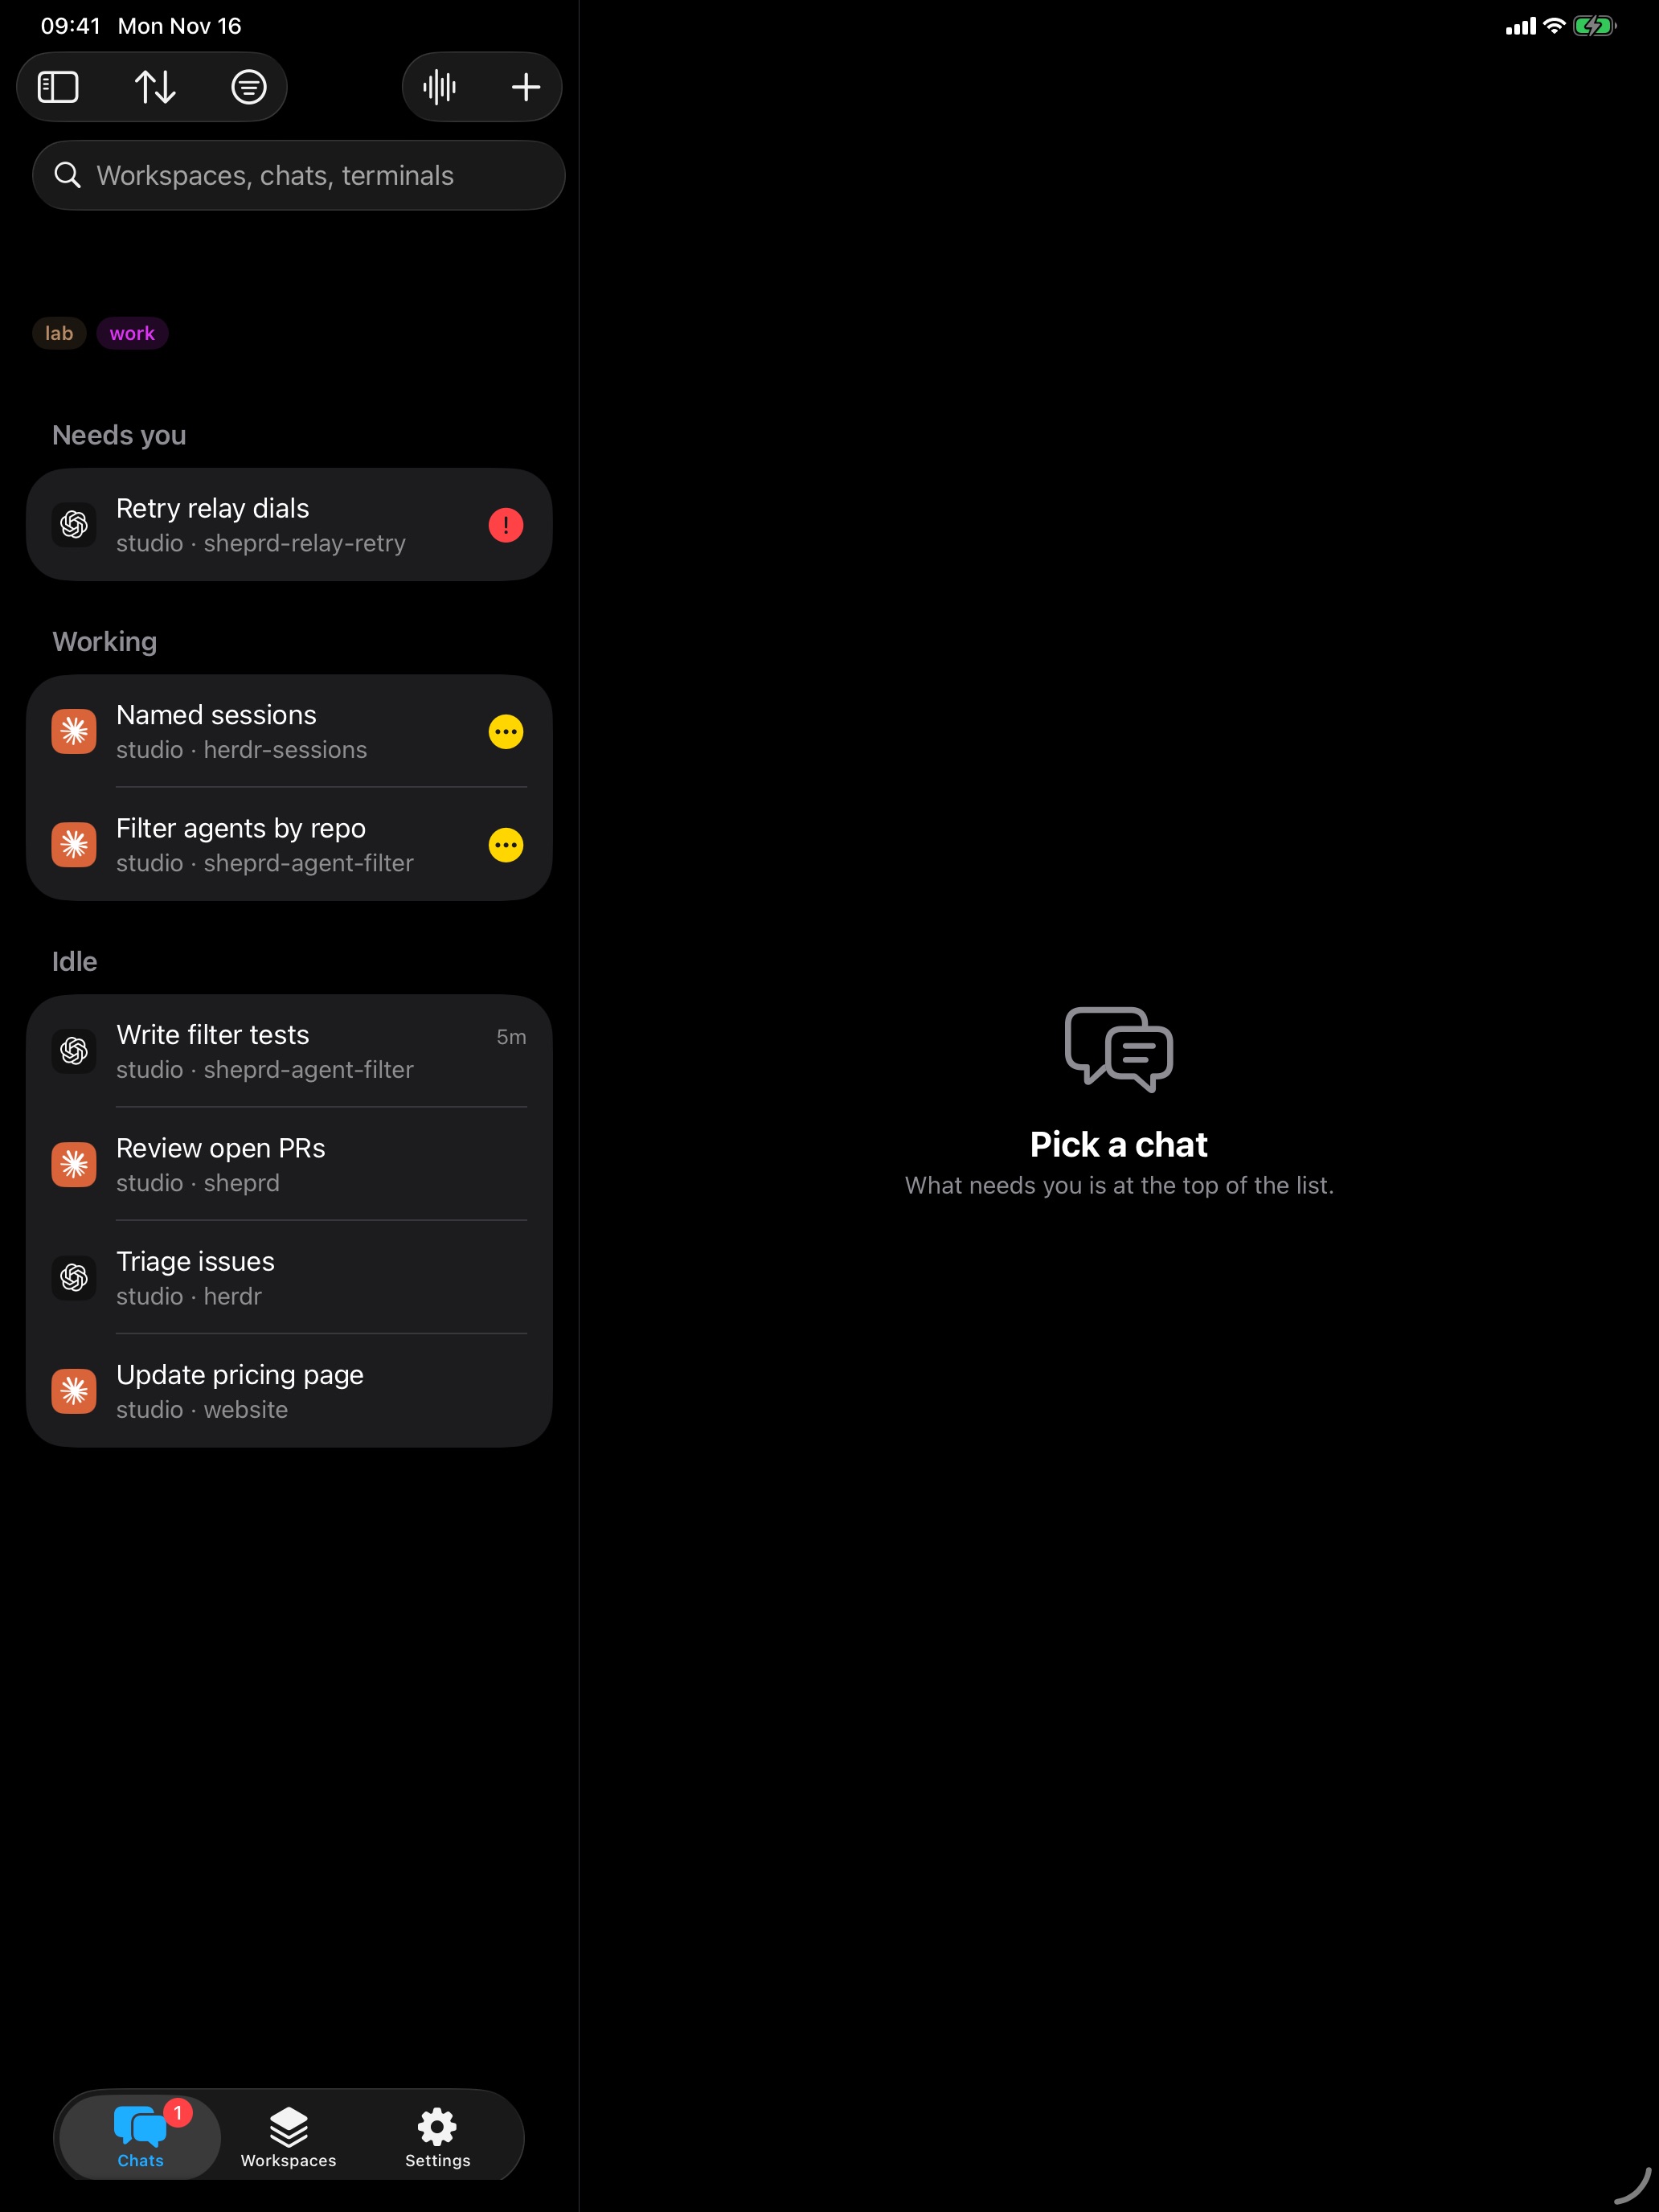 09:41 Mon Nov 16
Workspaces, chats, terminals
lab work
Needs you
Retry relay dials
studio · sheprd-relay-retry
Working
Named sessions
studio · herdr-sessions
Filter agents by repo
studio · sheprd-agent-filter
Idle
Write filter tests 5m
studio · sheprd-agent-filter
Review open PRs
studio · sheprd
Triage issues
studio · herdr
Update pricing page
studio · website
Pick a chat
What needs you is at the top of the list.
1
Chats Workspaces Settings